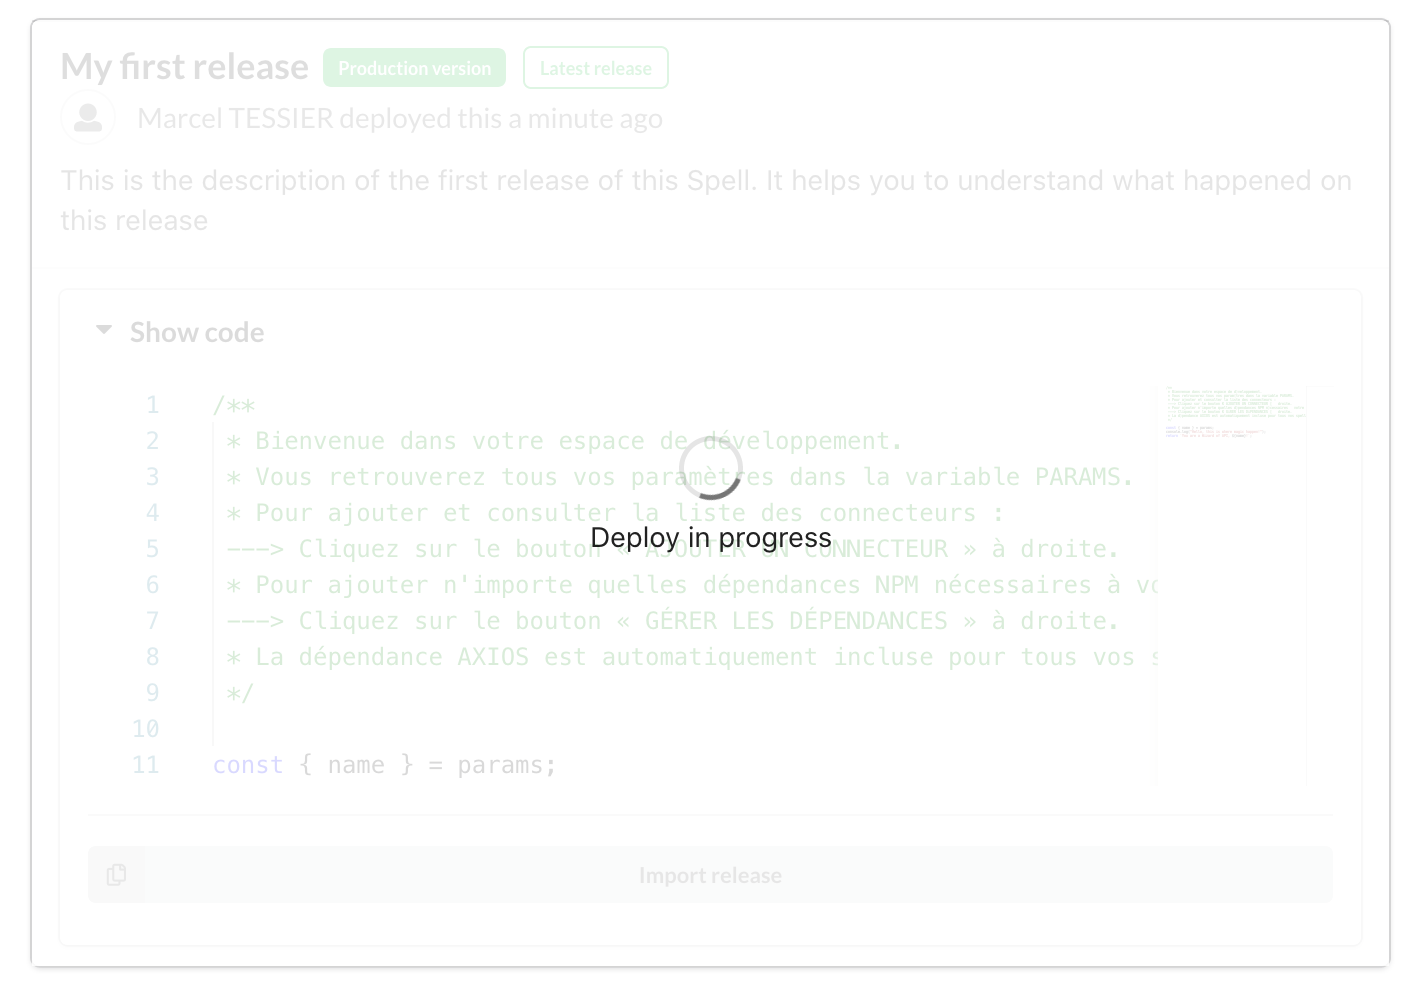 My first release Production version Latest release
Marcel TESSIER deployed this a minute ago
This is the description of the first release of this Spell. It helps you to understand what happened on
this release
Show code
1 /**
2 * Bienvenue dans votre espace de développement.
3 * Vous retrouverez tous vos paramètres dans la variable PARAMS.
4 * Pour ajouter et consulter la liste des connecteurs :
5 ---> Cliquez sur le bouton « AJOUTER UN CONNECTEUR » à droite.
Deploy in progress
6 * Pour ajouter n'importe quelles dépendances NPM nécessaires à vo
7 ---> Cliquez sur le bouton « GÉRER LES DÉPENDANCES » à droite.
8 * La dépendance AXIOS est automatiquement incluse pour tous vos s
9 */
10
11 const { name } = params;
Import release